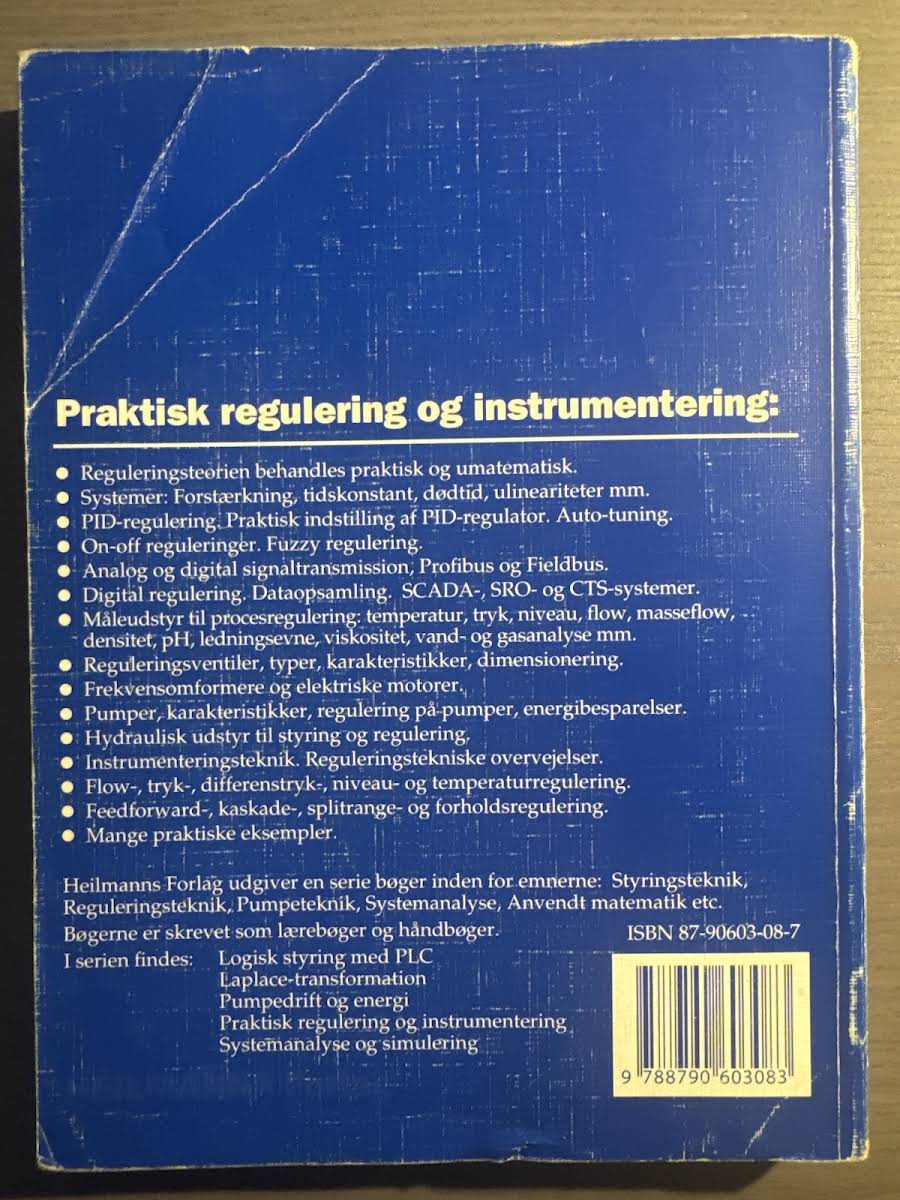 Praktisk regulering og instrumentering:
● Reguleringsteorien behandles praktisk og umatematisk.
● Systemer: Forstærkning, tidskonstant, dødtid, ulineariteter mm.
● PID-regulering. Praktisk indstilling af PID-regulator. Auto-tuning.
● On-off reguleringer. Fuzzy regulering.
● Analog og digital signaltransmission, Profibus og Fieldbus.
● Digital regulering. Dataopsamling. SCADA-, SRO- og CTS-systemer.
● Måleudstyr til procesregulering: temperatur, tryk, niveau, flow, masseflow,
densitet, pH, ledningsevne, viskositet, vand- og gasanalyse mm.
● Reguleringsventiler, typer, karakteristikker, dimensionering.
● Frekvensomformere og elektriske motorer.
● Pumper, karakteristikker, regulering på pumper, energibesparelser.
● Hydraulisk udstyr til styring og regulering.
● Instrumenteringsteknik. Reguleringstekniske overvejelser.
● Flow-, tryk-, differenstryk-, niveau- og temperaturregulering.
● Feedforward-, kaskade-, splitrange- og forholdsregulering.
● Mange praktiske eksempler.
Heilmanns Forlag udgiver en serie bøger inden for emnerne: Styringsteknik,
Reguleringsteknik, Pumpeteknik, Systemanalyse, Anvendt matematik etc.
Bøgerne er skrevet som lærebøger og håndbøger.
ISBN 87-90603-08-7
I serien findes: Logisk styring med PLC
Laplace-transformation
Pumpedrift og energi
Praktisk regulering og instrumentering
Systemanalyse og simulering
9 788790 603083